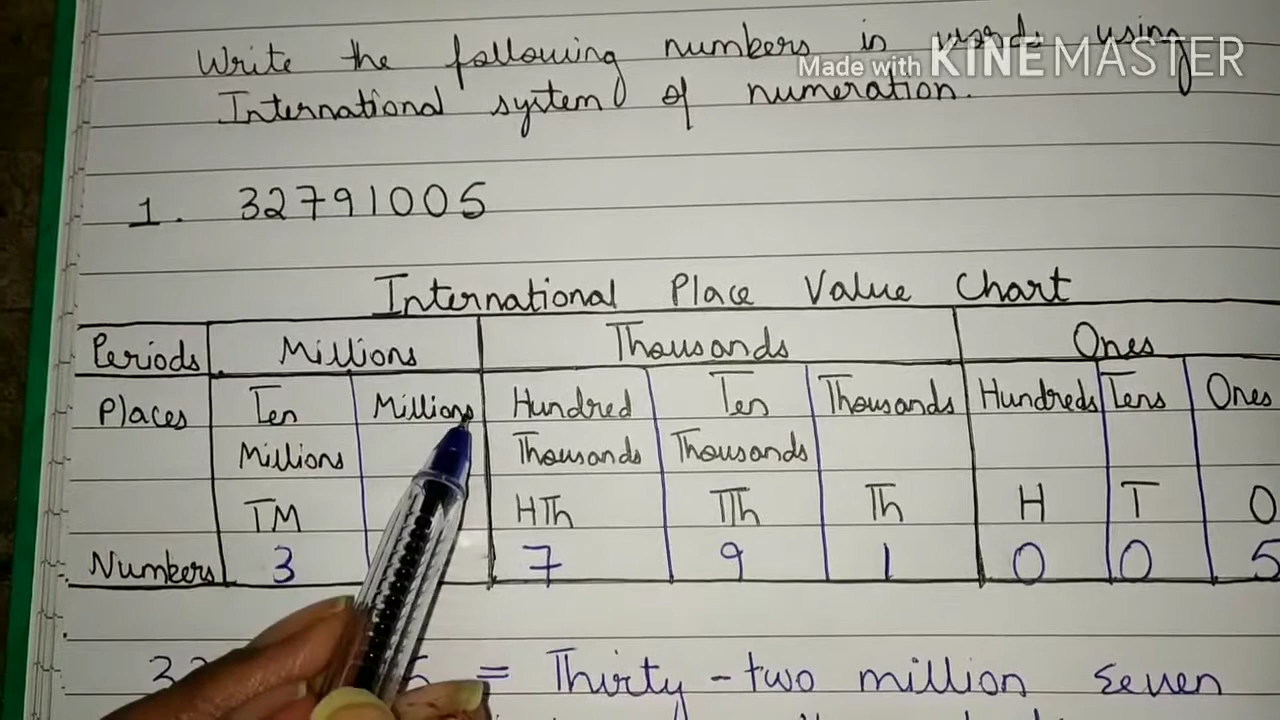 Write the following numbers in words using
Made with KINEMASTER
International system of numeration.
1. 32791005
International Place Value Chart
Periods Millions Thousands Ones
Places Ten Millions Hundred Ten Thousands Hundreds Tens Ones
Millions Thousands Thousands
TM HTh TTh Th H T O
Numbers 3 7 9 1 0 0 5
= Thirty-two million seven